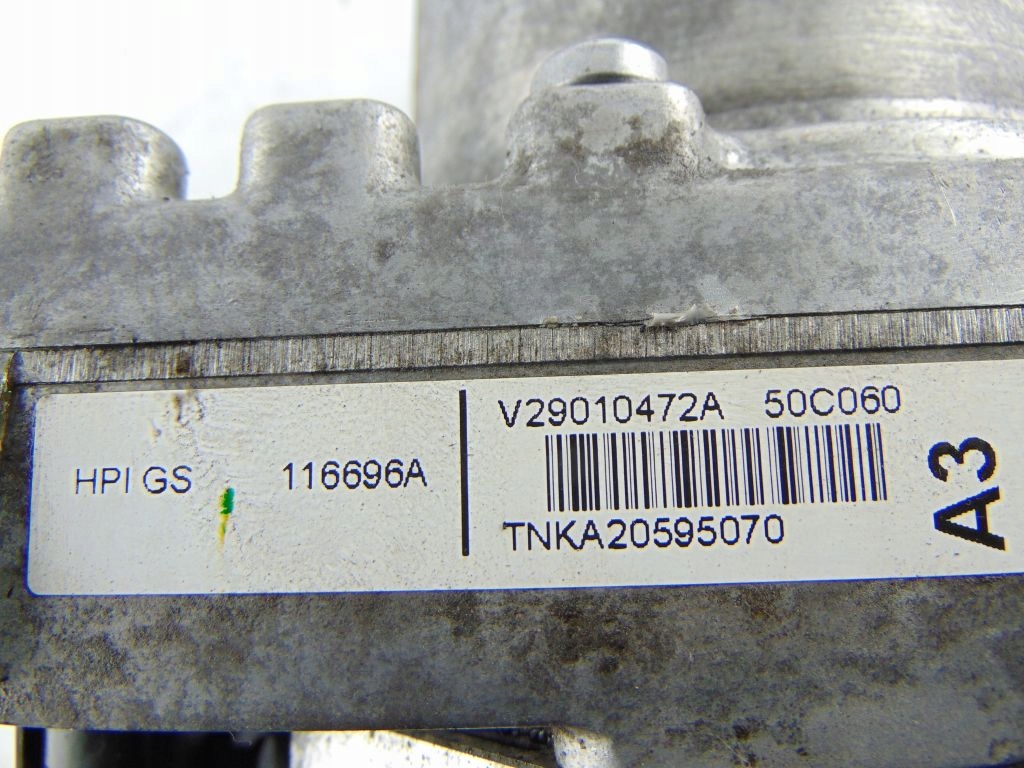 HPI GS 116696A
V29010472A 50C060
TNKA20595070
A3